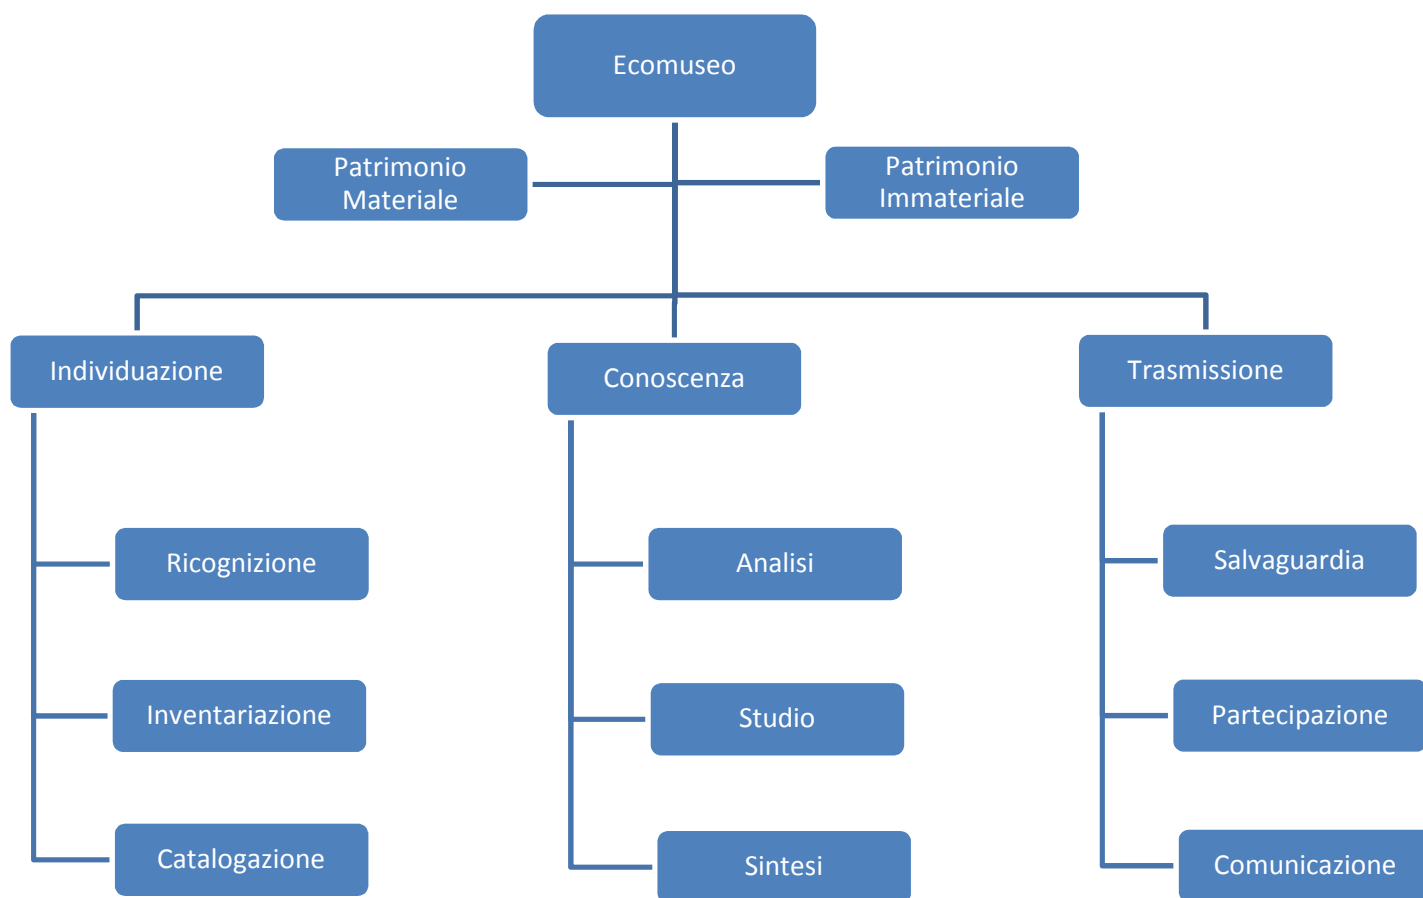 Ecomuseo
Patrimonio
Materiale
Patrimonio
Immateriale
Individuazione
Conoscenza
Trasmissione
Ricognizione
Analisi
Salvaguardia
Inventariazione
Studio
Partecipazione
Catalogazione
Sintesi
Comunicazione